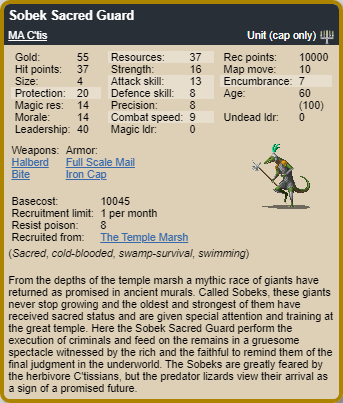 Sobek Sacred Guard
MA C'tis Unit (cap only)
Gold: 55 Resources: 37 Rec points: 10000
Hit points: 37 Strength: 16 Map move: 10
Size: 4 Attack skill: 13 Encumbrance: 7
Protection: 20 Defence skill: 8 Age: 60
Magic res: 14 Precision: 8 (100)
Morale: 14 Combat speed: 9 Undead ldr: 0
Leadership: 40 Magic ldr: 0
Weapons: Armor:
Halberd Full Scale Mail
Bite Iron Cap
Basecost: 10045
Recruitment limit: 1 per month
Resist poison: 8
Recruited from: The Temple Marsh
(Sacred, cold-blooded, swamp-survival, swimming)
From the depths of the temple marsh a mythic race of giants have
returned as promised in ancient murals. Called Sobeks, these giants
never stop growing and the oldest and strongest of them have
received sacred status and are given special attention and training at
the great temple. Here the Sobek Sacred Guard perform the
execution of criminals and feed on the remains in a gruesome
spectacle witnessed by the rich and the faithful to remind them of the
final judgment in the underworld. The Sobeks are greatly feared by
the herbivore C'tissians, but the predator lizards view their arrival as
a sign of a promised future.